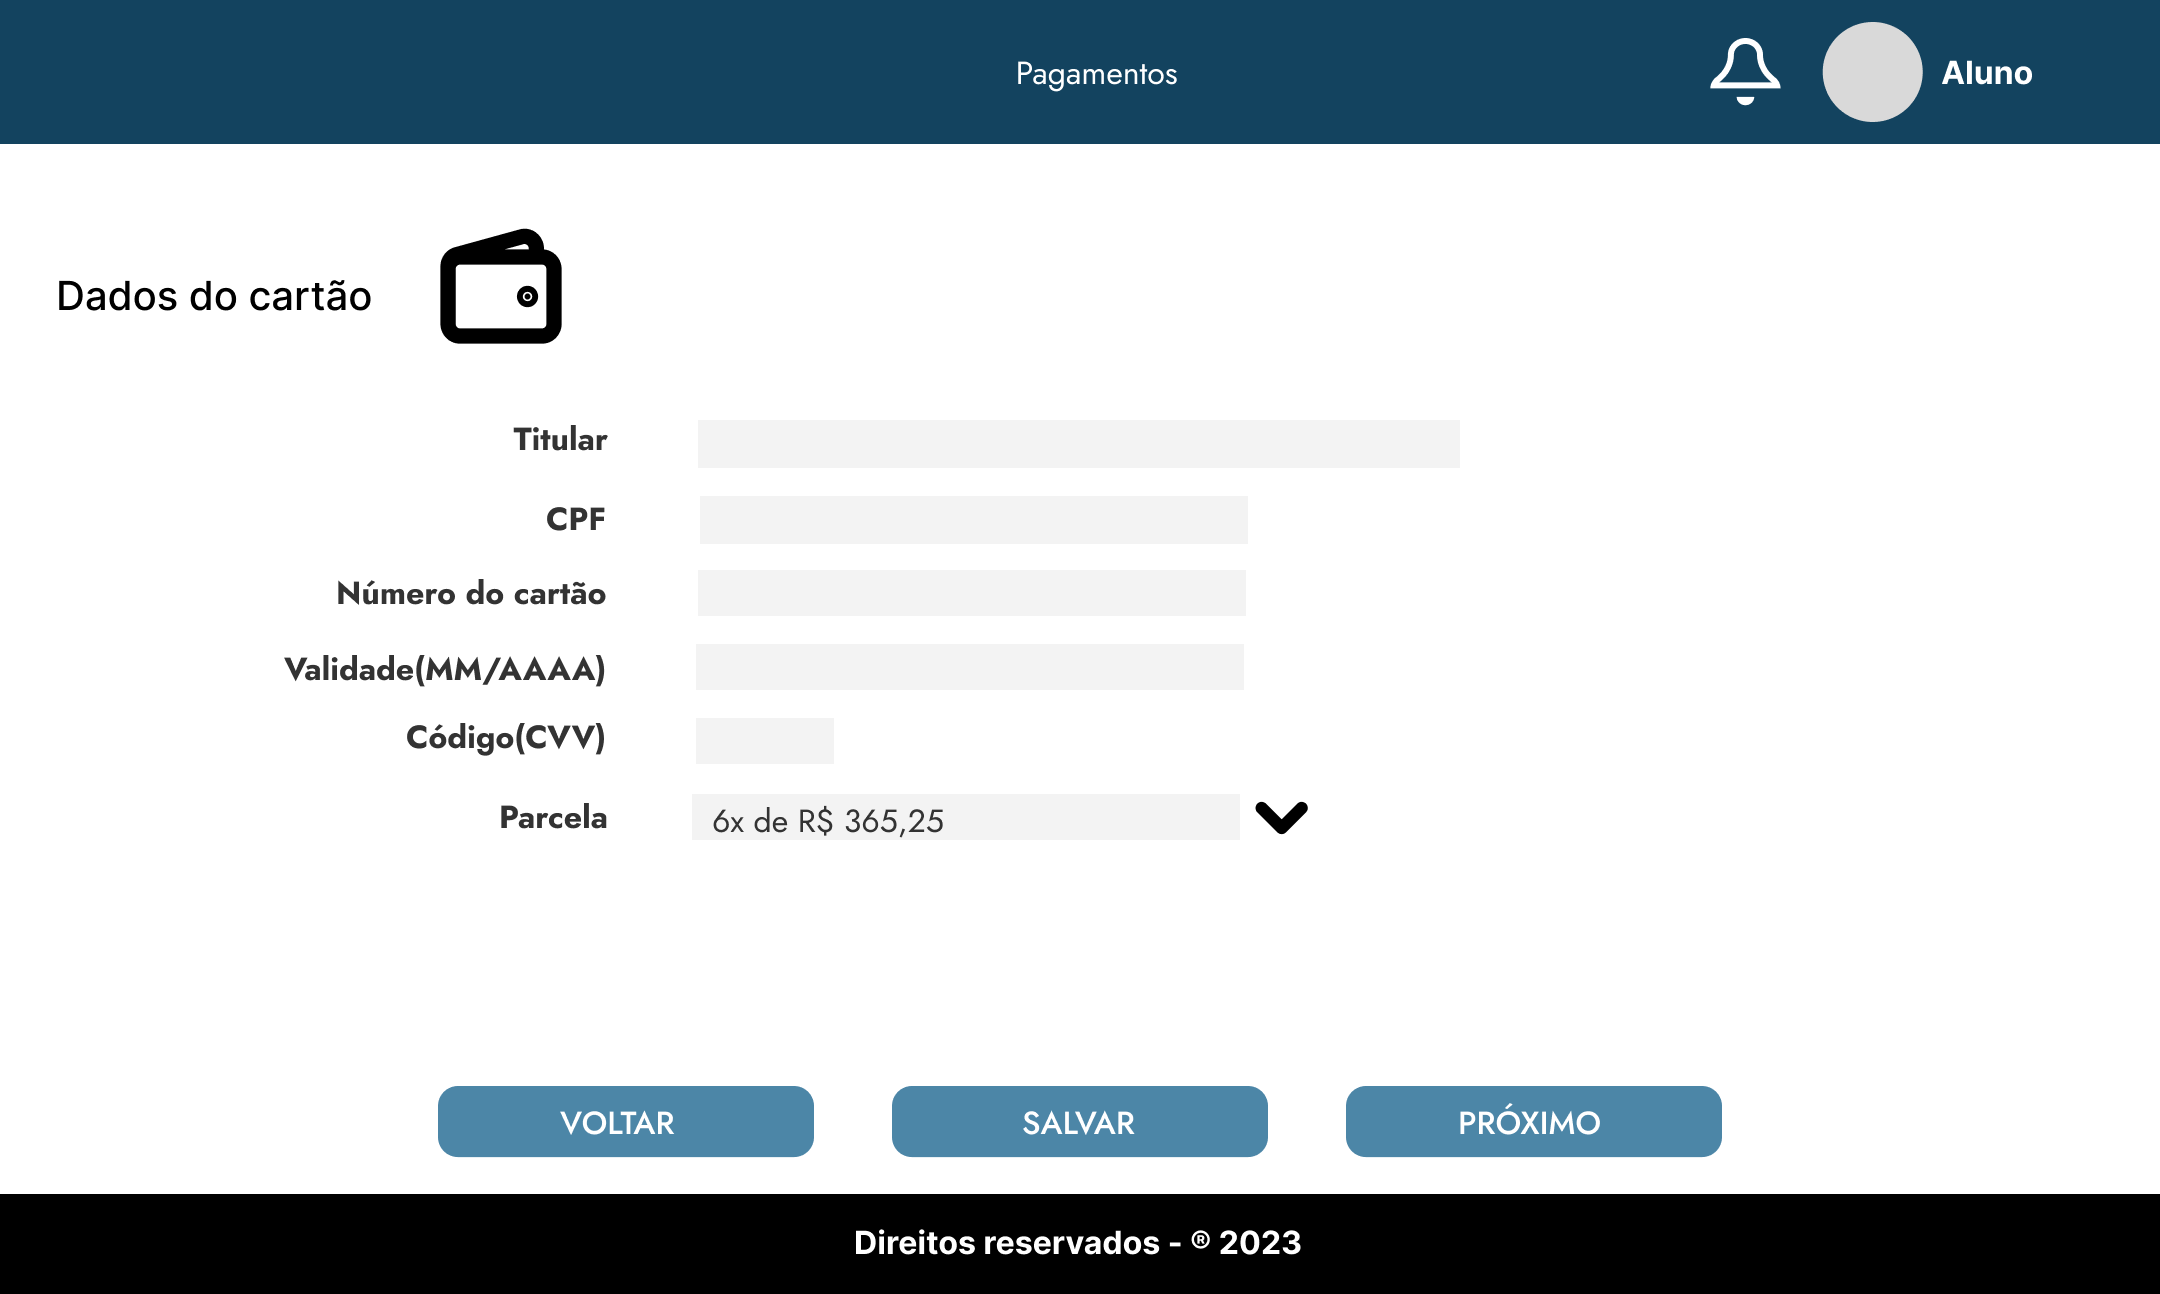 Pagamentos
Aluno
Dados do cartão
Titular
CPF
Número do cartão
Validade(MM/AAAA)
Código(CVV)
Parcela
6x de R$ 365,25
VOLTAR
SALVAR
PRÓXIMO
Direitos reservados - ® 2023